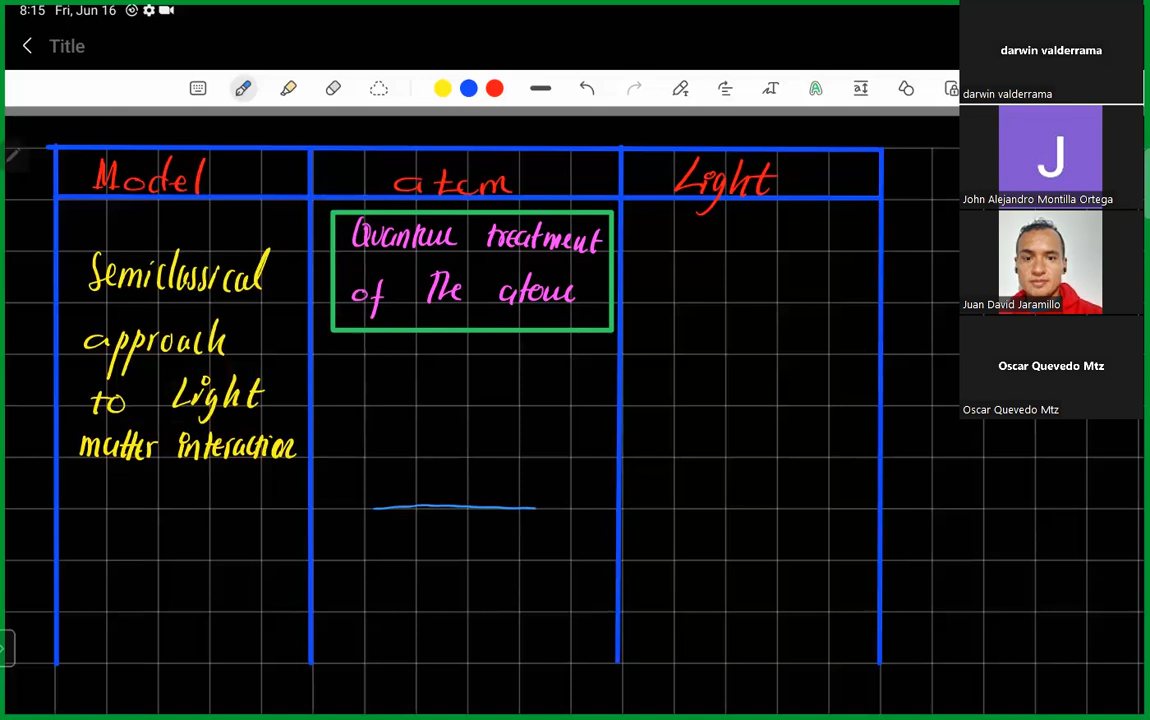 8:15 Fri, Jun 16
Title
Model
atom
Light
Semiclassical
approach
to Light
matter interaction
Quantum treatment
of The atom
darwin valderrama
darwin valderrama
J
John Alejandro Montilla Ortega
Juan David Jaramillo
Oscar Quevedo Mtz
Oscar Quevedo Mtz